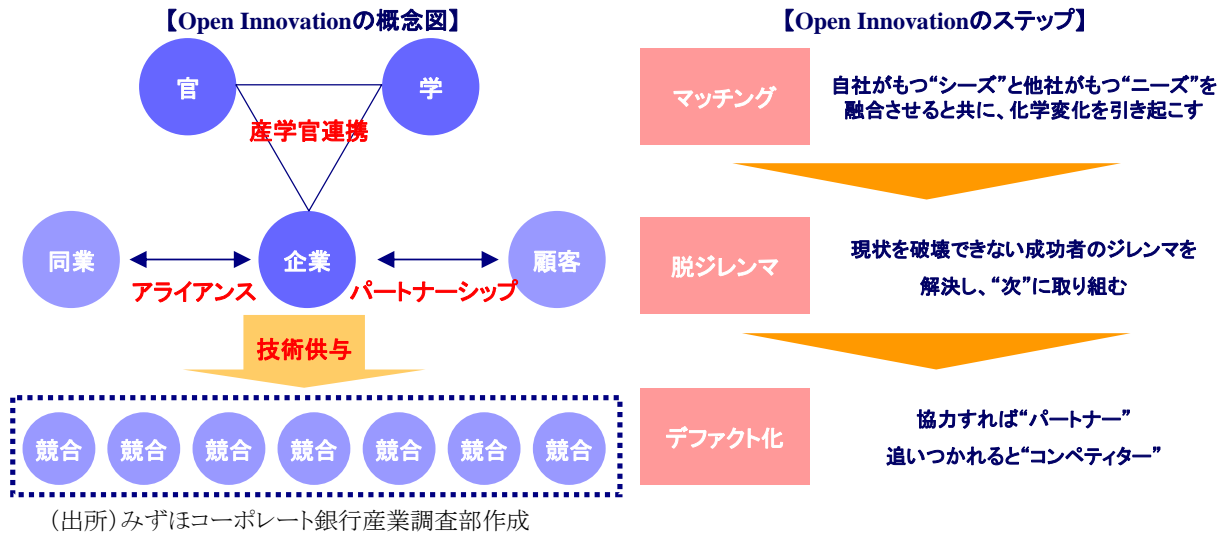 【Open Innovationの概念図】
官
学
産学官連携
同業
企業
顧客
アライアンス
パートナーシップ
技術供与
競合 競合 競合 競合 競合 競合 競合
（出所）みずほコーポレート銀行産業調査部作成
【Open Innovationのステップ】
マッチング
自社がもつ“シーズ”と他社がもつ“ニーズ”を
融合させると共に、化学変化を引き起こす
脱ジレンマ
現状を破壊できない成功者のジレンマを
解決し、“次”に取り組む
デファクト化
協力すれば“パートナー”
追いつかれると“コンペティター”